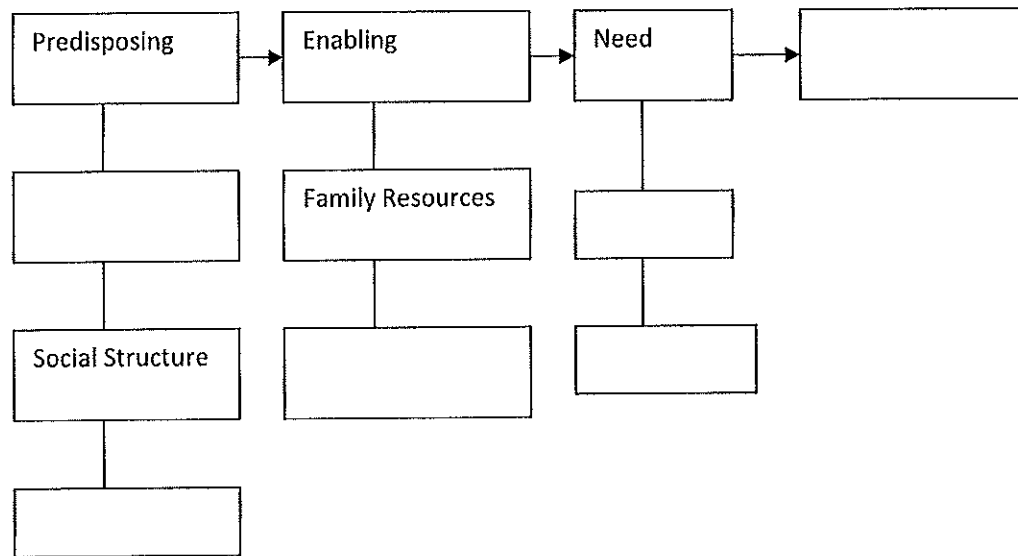 Predisposing
Enabling
Need
Family Resources
Social Structure